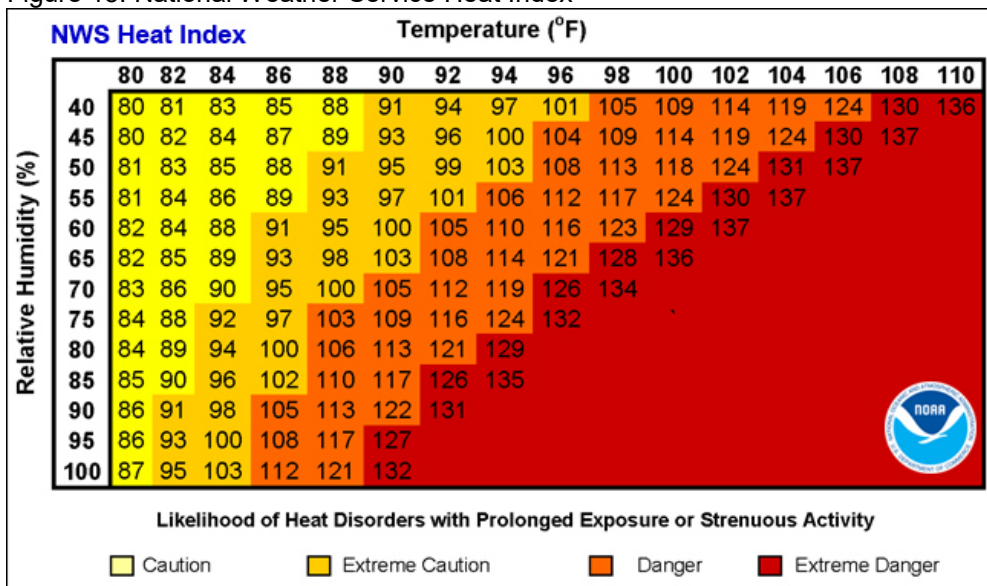 Figure 10: National Weather Service Heat Index
NWS Heat Index
Temperature (°F)
80 82 84 86 88 90 92 94 96 98 100 102 104 106 108 110
Relative Humidity (%)
40 80 81 83 85 88 91 94 97 101 105 109 114 119 124 130 136
45 80 82 84 87 89 93 96 100 104 109 114 119 124 130 137
50 81 83 85 88 91 95 99 103 108 113 118 124 131 137
55 81 84 86 89 93 97 101 106 112 117 124 130 137
60 82 84 88 91 95 100 105 110 116 123 129 137
65 82 85 89 93 98 103 108 114 121 128 136
70 83 86 90 95 100 105 112 119 126 134
75 84 88 92 97 103 109 116 124 132
80 84 89 94 100 106 113 121 129
85 85 90 96 102 110 117 126 135
90 86 91 98 105 113 122 131
95 86 93 100 108 117 127
100 87 95 103 112 121 132
NOAA
Likelihood of Heat Disorders with Prolonged Exposure or Strenuous Activity
Caution
Extreme Caution
Danger
Extreme Danger